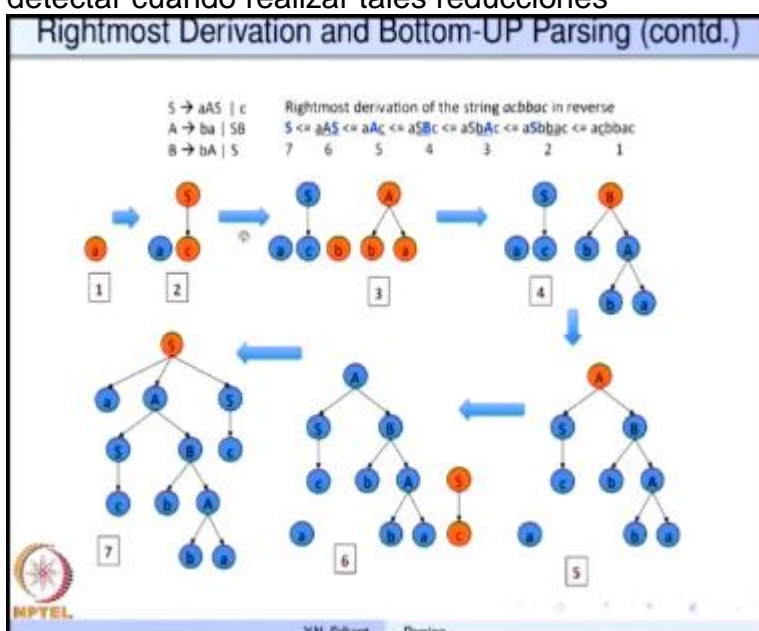 detectar cuando realizar tales reducciones
Rightmost Derivation and Bottom-UP Parsing (contd.)
S → aAS | c Rightmost derivation of the string acbbac in reverse
A → ba | SB S <= aAS <= aAc <= aSBc <= aSbAc <= aSbbac <= acbbac
B → bA | S 7 6 5 4 3 2 1
S S A S B
a a c a c b b a a c b A
1 2 3 4 b a
S A A
a A S S B S B
S B c c b A S c b A
c b A a b a c a b a
7 b a 6 5
NPTEL
Y.N. Srikant Parsing